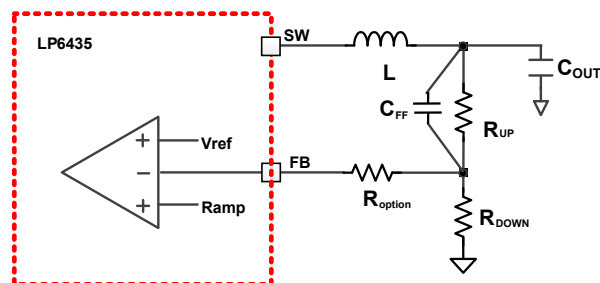 LP6435
SW
L
COUT
CFF
RUP
+
Vref
−
FB
+
Ramp
Roption
RDOWN